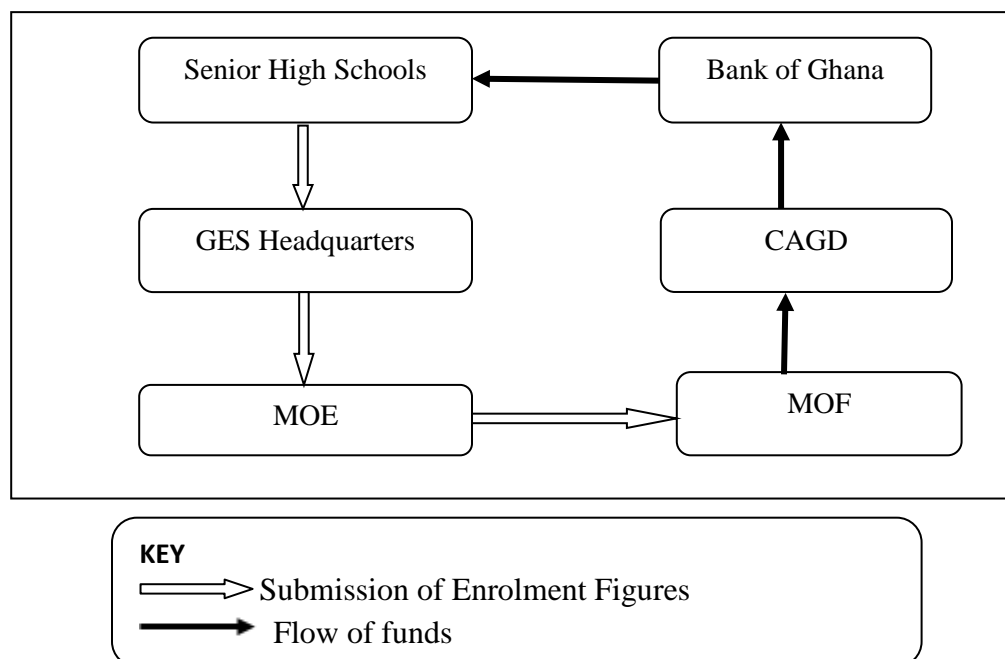 Senior High Schools
Bank of Ghana
GES Headquarters
CAGD
MOE
MOF
KEY
Submission of Enrolment Figures
Flow of funds